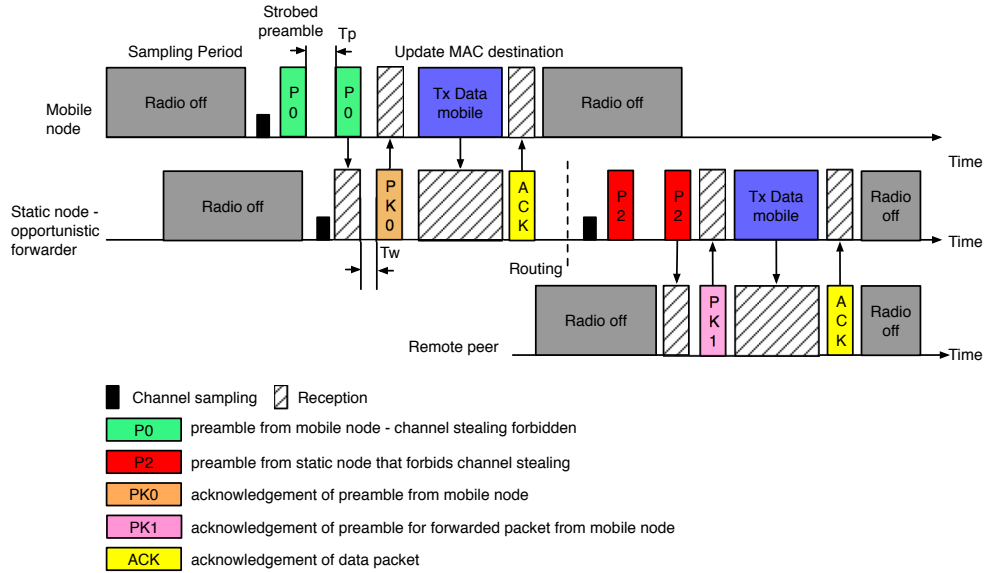 Strobed
preamble
Tp
Sampling Period
Update MAC destination
Radio off
P
0
P
0
Tx Data
mobile
Radio off
Mobile
node
Time
Radio off
P
K
0
A
C
K
P
2
P
2
Tx Data
mobile
Radio
off
Static node -
opportunistic
forwarder
Time
Tw
Routing
Radio off
P
K
1
A
C
K
Radio
off
Remote peer
Time
Channel sampling
Reception
P0
preamble from mobile node - channel stealing forbidden
P2
preamble from static node that forbids channel stealing
PK0
acknowledgement of preamble from mobile node
PK1
acknowledgement of preamble for forwarded packet from mobile node
ACK
acknowledgement of data packet